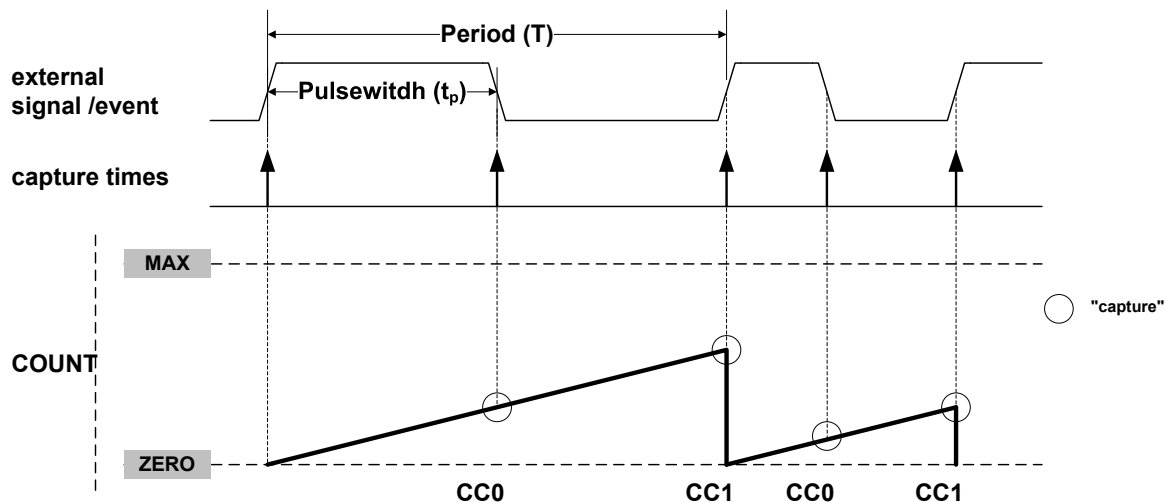 Period (T)
external
signal /event
Pulsewitdh (tp)
capture times
MAX
"capture"
COUNT
ZERO
CC0 CC1 CC0 CC1